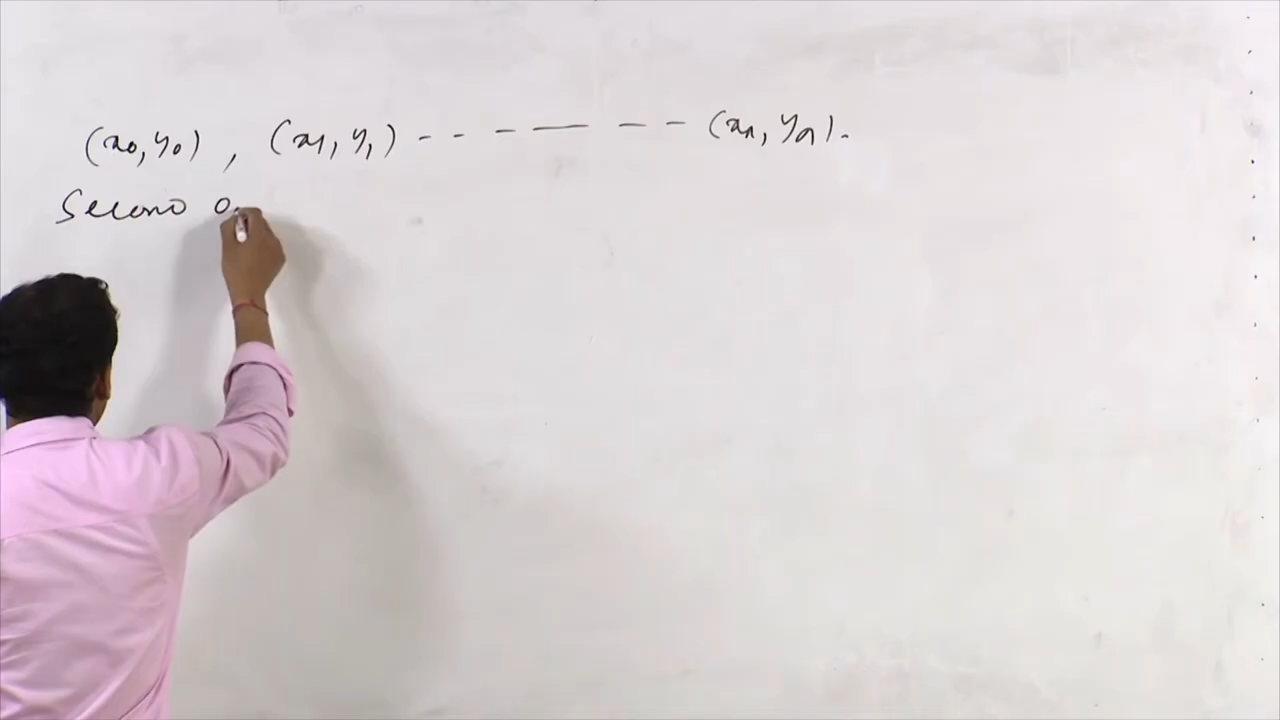 (x0, y0) , (x1, y1) - - - — - - (xn, yn).
Second o